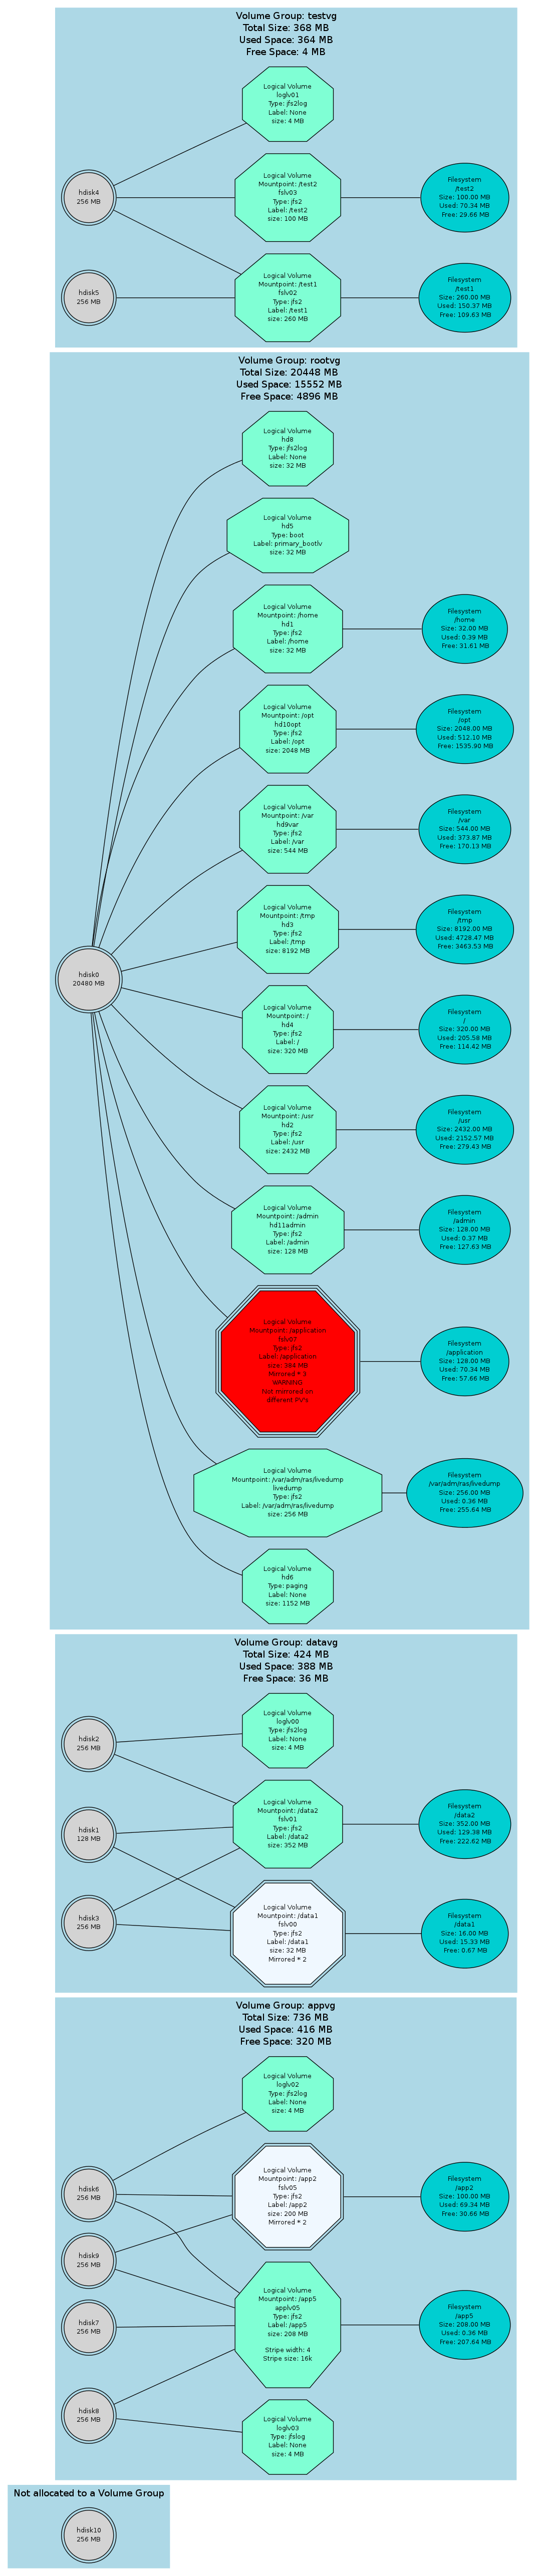 Volume Group: testvg
Total Size: 368 MB
Used Space: 364 MB
Free Space: 4 MB
Logical Volume
loglv01
Type: jfs2log
Label: None
size: 4 MB
hdisk4
256 MB
Logical Volume
Mountpoint: /test2
fslv03
Type: jfs2
Label: /test2
size: 100 MB
Filesystem
/test2
Size: 100.00 MB
Used: 70.34 MB
Free: 29.66 MB
hdisk5
256 MB
Logical Volume
Mountpoint: /test1
fslv02
Type: jfs2
Label: /test1
size: 260 MB
Filesystem
/test1
Size: 260.00 MB
Used: 150.37 MB
Free: 109.63 MB
Volume Group: rootvg
Total Size: 20448 MB
Used Space: 15552 MB
Free Space: 4896 MB
Logical Volume
hd8
Type: jfs2log
Label: None
size: 32 MB
Logical Volume
hd5
Type: boot
Label: primary_bootlv
size: 32 MB
Logical Volume
Mountpoint: /home
hd1
Type: jfs2
Label: /home
size: 32 MB
Filesystem
/home
Size: 32.00 MB
Used: 0.39 MB
Free: 31.61 MB
Logical Volume
Mountpoint: /opt
hd10opt
Type: jfs2
Label: /opt
size: 2048 MB
Filesystem
/opt
Size: 2048.00 MB
Used: 512.10 MB
Free: 1535.90 MB
Logical Volume
Mountpoint: /var
hd9var
Type: jfs2
Label: /var
size: 544 MB
Filesystem
/var
Size: 544.00 MB
Used: 373.87 MB
Free: 170.13 MB
Logical Volume
Mountpoint: /tmp
hd3
Type: jfs2
Label: /tmp
size: 8192 MB
Filesystem
/tmp
Size: 8192.00 MB
Used: 4728.47 MB
Free: 3463.53 MB
hdisk0
20480 MB
Logical Volume
Mountpoint: /
hd4
Type: jfs2
Label: /
size: 320 MB
Filesystem
/
Size: 320.00 MB
Used: 205.58 MB
Free: 114.42 MB
Logical Volume
Mountpoint: /usr
hd2
Type: jfs2
Label: /usr
size: 2432 MB
Filesystem
/usr
Size: 2432.00 MB
Used: 2152.57 MB
Free: 279.43 MB
Logical Volume
Mountpoint: /admin
hd11admin
Type: jfs2
Label: /admin
size: 128 MB
Filesystem
/admin
Size: 128.00 MB
Used: 0.37 MB
Free: 127.63 MB
Logical Volume
Mountpoint: /application
fslv07
Type: jfs2
Label: /application
size: 384 MB
Mirrored * 3
WARNING
Not mirrored on
different PV's
Filesystem
/application
Size: 128.00 MB
Used: 70.34 MB
Free: 57.66 MB
Logical Volume
Mountpoint: /var/adm/ras/livedump
livedump
Type: jfs2
Label: /var/adm/ras/livedump
size: 256 MB
Filesystem
/var/adm/ras/livedump
Size: 256.00 MB
Used: 0.36 MB
Free: 255.64 MB
Logical Volume
hd6
Type: paging
Label: None
size: 1152 MB
Volume Group: datavg
Total Size: 424 MB
Used Space: 388 MB
Free Space: 36 MB
hdisk2
256 MB
Logical Volume
loglv00
Type: jfs2log
Label: None
size: 4 MB
hdisk1
128 MB
Logical Volume
Mountpoint: /data2
fslv01
Type: jfs2
Label: /data2
size: 352 MB
Filesystem
/data2
Size: 352.00 MB
Used: 129.38 MB
Free: 222.62 MB
hdisk3
256 MB
Logical Volume
Mountpoint: /data1
fslv00
Type: jfs2
Label: /data1
size: 32 MB
Mirrored * 2
Filesystem
/data1
Size: 16.00 MB
Used: 15.33 MB
Free: 0.67 MB
Volume Group: appvg
Total Size: 736 MB
Used Space: 416 MB
Free Space: 320 MB
Logical Volume
loglv02
Type: jfs2log
Label: None
size: 4 MB
hdisk6
256 MB
Logical Volume
Mountpoint: /app2
fslv05
Type: jfs2
Label: /app2
size: 200 MB
Mirrored * 2
Filesystem
/app2
Size: 100.00 MB
Used: 69.34 MB
Free: 30.66 MB
hdisk9
256 MB
hdisk7
256 MB
Logical Volume
Mountpoint: /app5
applv05
Type: jfs2
Label: /app5
size: 208 MB
Stripe width: 4
Stripe size: 16k
Filesystem
/app5
Size: 208.00 MB
Used: 0.36 MB
Free: 207.64 MB
hdisk8
256 MB
Logical Volume
loglv03
Type: jfslog
Label: None
size: 4 MB
Not allocated to a Volume Group
hdisk10
256 MB